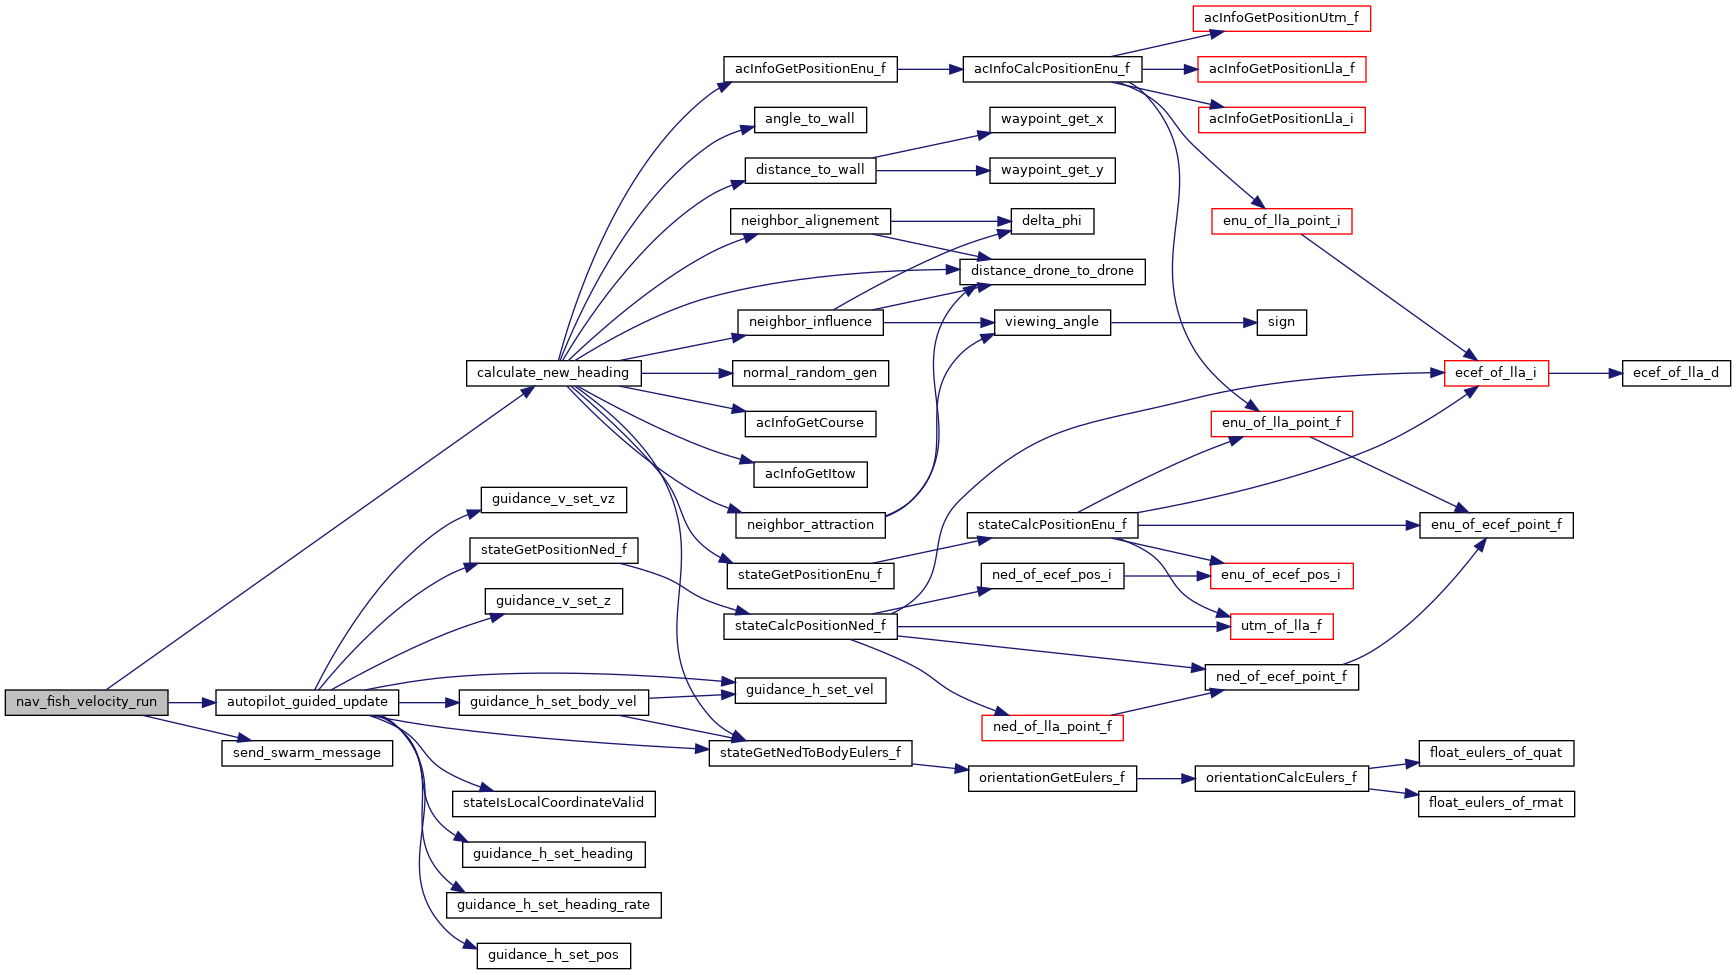 acInfoGetPositionUtm_f
acInfoGetPositionEnu_f
acInfoCalcPositionEnu_f
acInfoGetPositionLla_f
angle_to_wall
waypoint_get_x
acInfoGetPositionLla_i
distance_to_wall
waypoint_get_y
neighbor_alignement
delta_phi
enu_of_lla_point_i
distance_drone_to_drone
neighbor_influence
viewing_angle
sign
calculate_new_heading
normal_random_gen
ecef_of_lla_i
ecef_of_lla_d
acInfoGetCourse
enu_of_lla_point_f
acInfoGetItow
guidance_v_set_vz
neighbor_attraction
stateCalcPositionEnu_f
enu_of_ecef_point_f
stateGetPositionNed_f
stateGetPositionEnu_f
ned_of_ecef_pos_i
enu_of_ecef_pos_i
guidance_v_set_z
stateCalcPositionNed_f
utm_of_lla_f
ned_of_ecef_point_f
guidance_h_set_vel
nav_fish_velocity_run
autopilot_guided_update
guidance_h_set_body_vel
ned_of_lla_point_f
send_swarm_message
stateGetNedToBodyEulers_f
float_eulers_of_quat
orientationGetEulers_f
orientationCalcEulers_f
stateIsLocalCoordinateValid
float_eulers_of_rmat
guidance_h_set_heading
guidance_h_set_heading_rate
guidance_h_set_pos